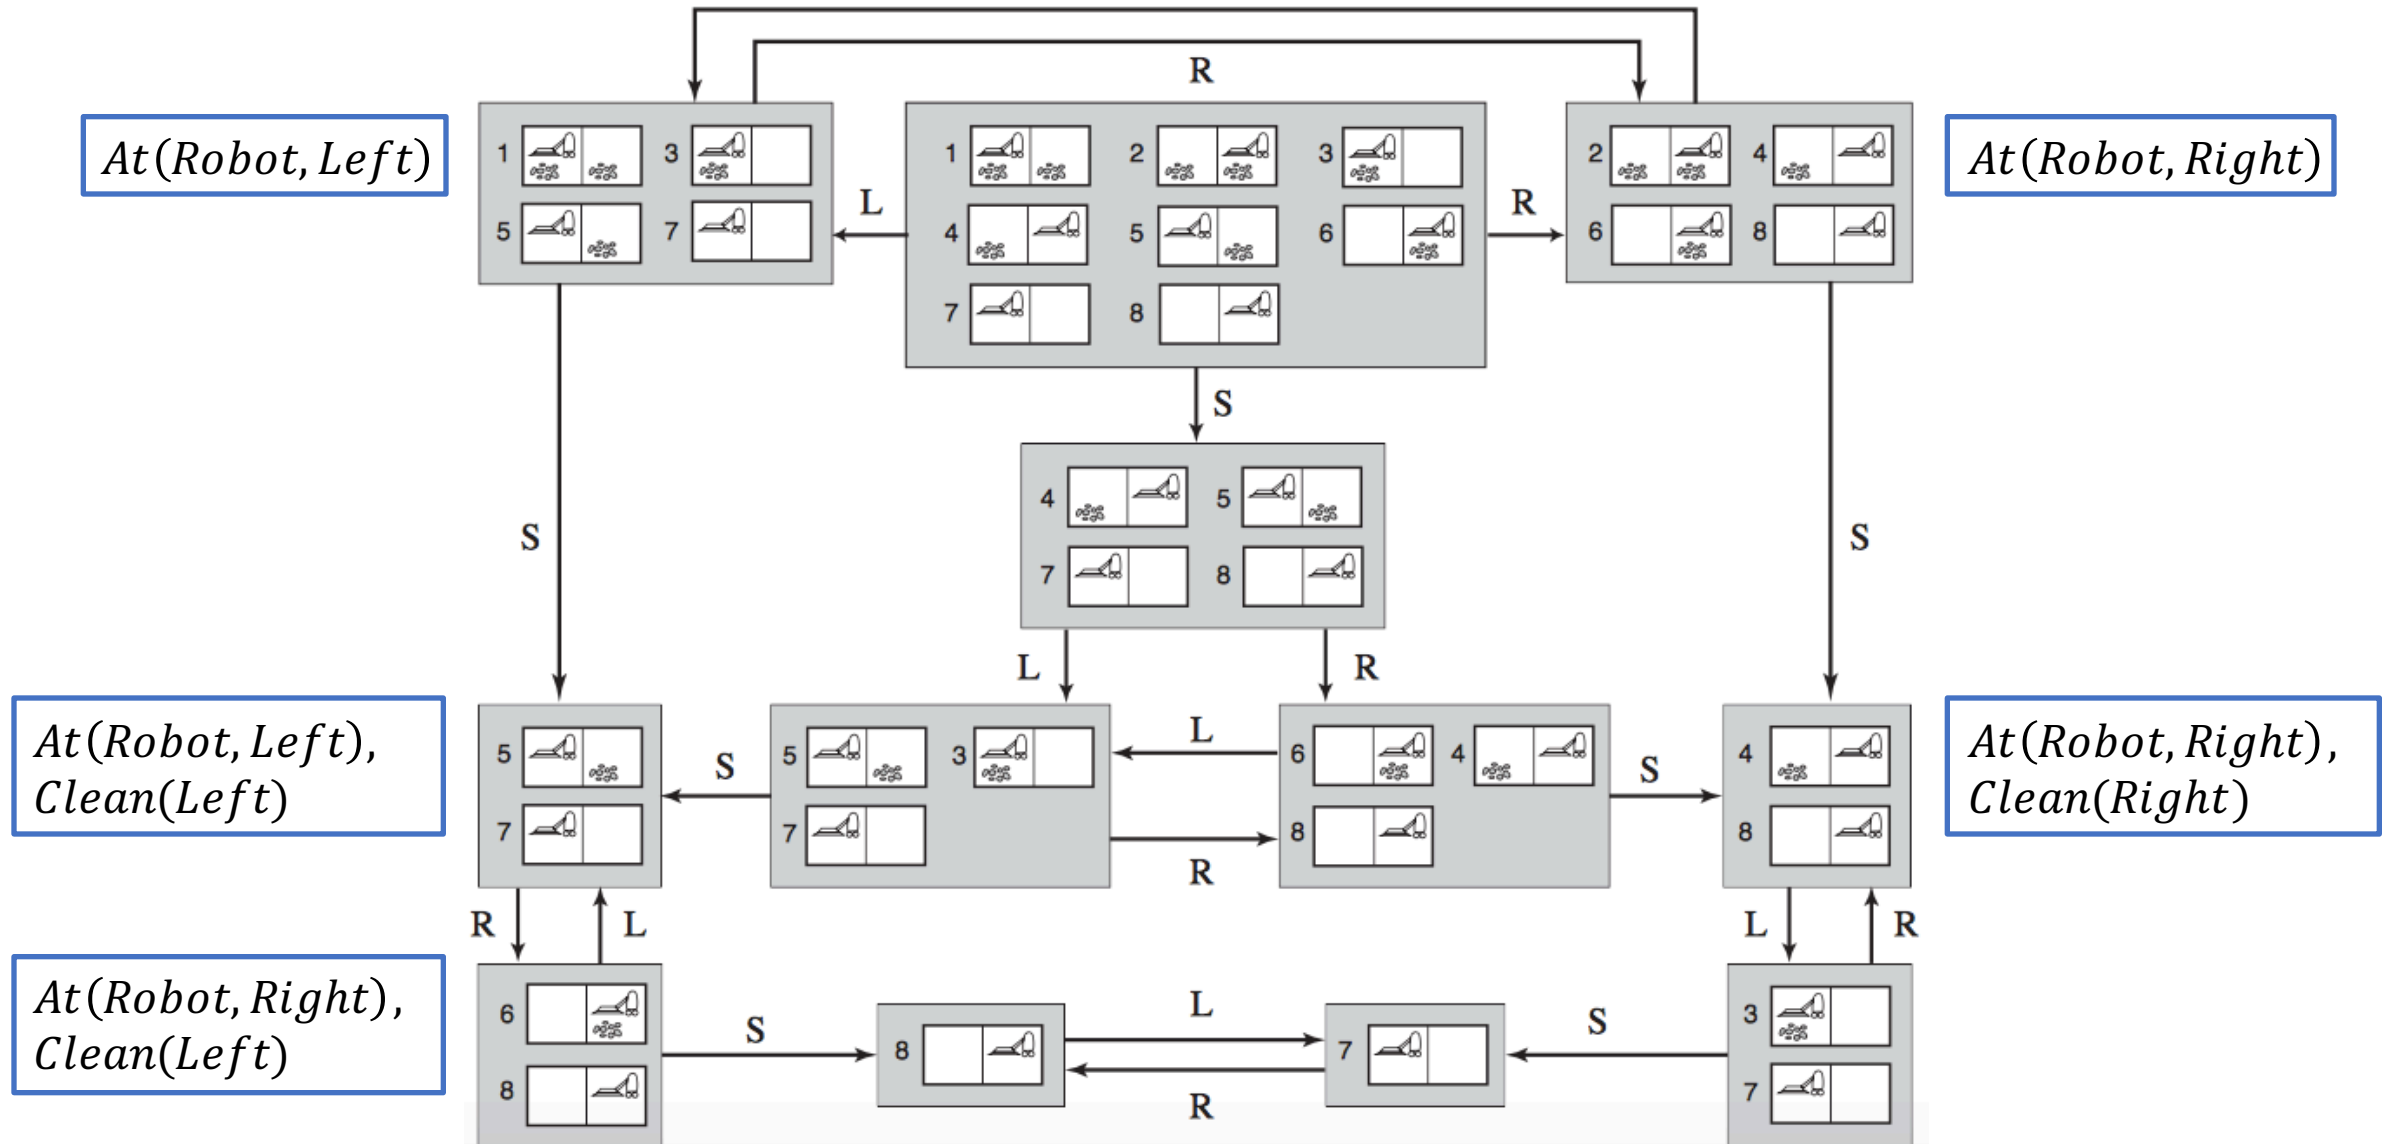 R
At(Robot, Left)
1 3
5 7
L
1 2 3
4 5 6
7 8
R
2 4
6 8
At(Robot, Right)
S
S
4 5
7 8
S
L R
At(Robot, Left),
Clean(Left)
5
7
S
5 3
7
L
R
6 4
8
S
4
8
At(Robot, Right),
Clean(Right)
R L
L R
At(Robot, Right),
Clean(Left)
6
8
S
8
L
R
7
S
3
7